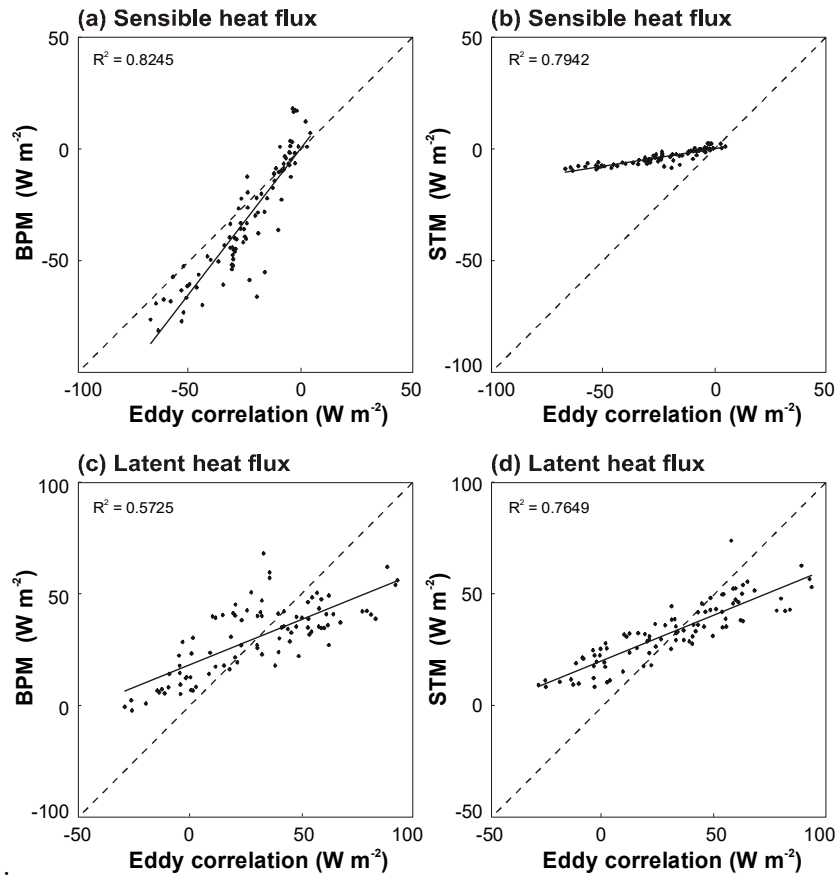 (a) Sensible heat flux
50
R² = 0.8245
0
BPM (W m⁻²)
-50
-100
-50
0
50
Eddy correlation (W m⁻²)
(b) Sensible heat flux
50
R² = 0.7942
0
STM (W m⁻²)
-50
-100
-100
-50
0
50
Eddy correlation (W m⁻²)
(c) Latent heat flux
100
R² = 0.5725
50
BPM (W m⁻²)
0
-100
-50
0
50
100
Eddy correlation (W m⁻²)
(d) Latent heat flux
100
R² = 0.7649
50
STM (W m⁻²)
0
-50
-50
0
50
100
Eddy correlation (W m⁻²)